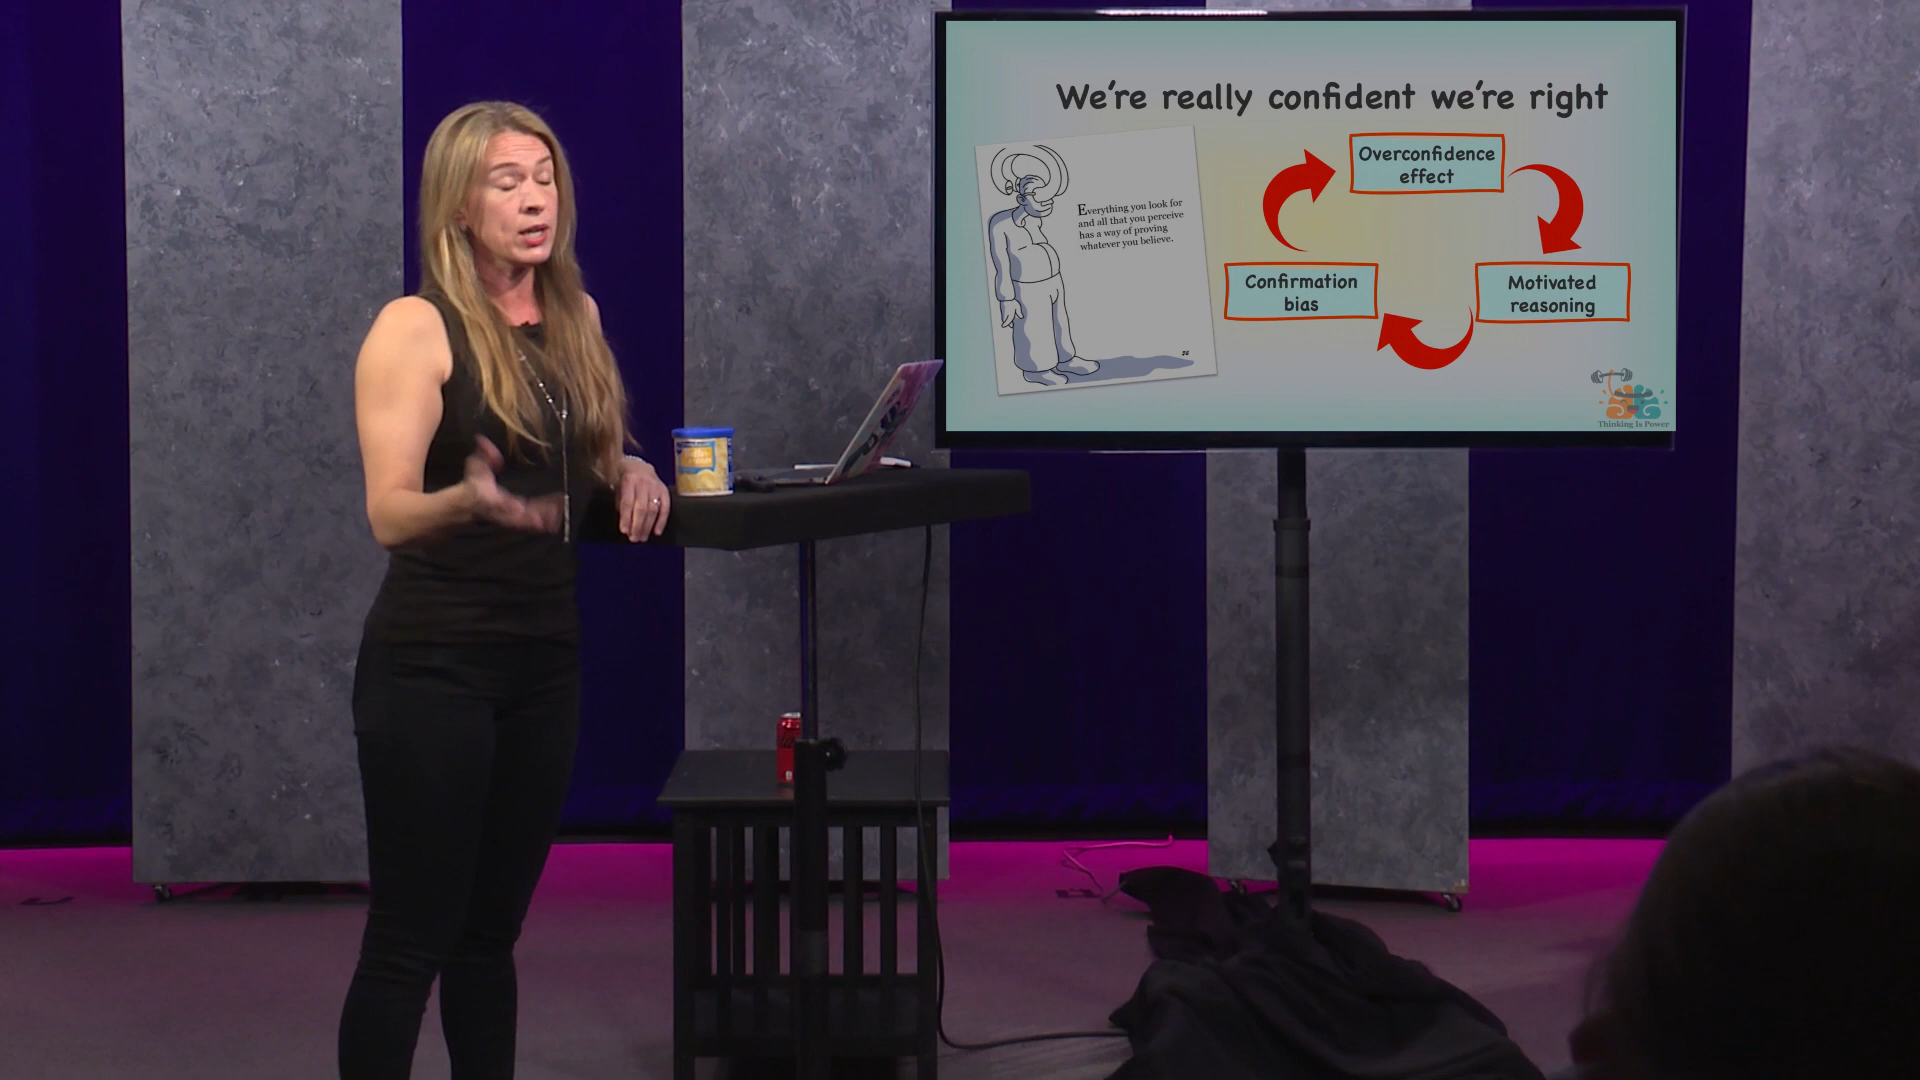 We're really confident we're right
Everything you look for
and all that you perceive
has a way of proving
whatever you believe.
Overconfidence
effect
Motivated
reasoning
Confirmation
bias
Thinking Is Power